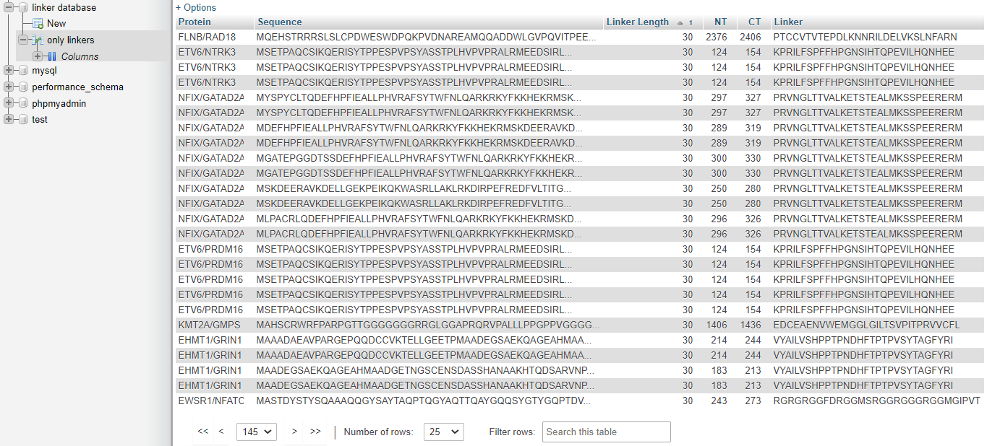 linker database
New
only linkers
Columns
mysql
performance_schema
phpmyadmin
test
+ Options
Protein Sequence Linker Length 1 NT CT Linker
FLNB/RAD18 MQEHSTRRRSLSLCPDWESWDPQKPVDNAREAMQQADDWLGVPQVITPEE... 30 2376 2406 PTCCVTVTEPDLKNNRILDELVKSLNFARN
ETV6/NTRK3 MSETPAQCSIKQERISYTPPESPVPSYASSTPLHVPVPRALRMEEDSIRL... 30 124 154 KPRILFSPFFHPGNSIHTQPEVILHQNHEE
ETV6/NTRK3 MSETPAQCSIKQERISYTPPESPVPSYASSTPLHVPVPRALRMEEDSIRL... 30 124 154 KPRILFSPFFHPGNSIHTQPEVILHQNHEE
ETV6/NTRK3 MSETPAQCSIKQERISYTPPESPVPSYASSTPLHVPVPRALRMEEDSIRL... 30 124 154 KPRILFSPFFHPGNSIHTQPEVILHQNHEE
NFIX/GATAD2A MYSPYCLTQDEFHPFIEALLPHVRAFSYTWFNLQARKRKYFKKHEKRMSK... 30 297 327 PRVNGLTTVALKETSTEALMKSSPEERERM
NFIX/GATAD2A MYSPYCLTQDEFHPFIEALLPHVRAFSYTWFNLQARKRKYFKKHEKRMSK... 30 297 327 PRVNGLTTVALKETSTEALMKSSPEERERM
NFIX/GATAD2A MDEFHPFIEALLPHVRAFSYTWFNLQARKRKYFKKHEKRMSKDEERAVKD... 30 289 319 PRVNGLTTVALKETSTEALMKSSPEERERM
NFIX/GATAD2A MDEFHPFIEALLPHVRAFSYTWFNLQARKRKYFKKHEKRMSKDEERAVKD... 30 289 319 PRVNGLTTVALKETSTEALMKSSPEERERM
NFIX/GATAD2A MGATEPGGDTSSDEFHPFIEALLPHVRAFSYTWFNLQARKRKYFKKHEKR... 30 300 330 PRVNGLTTVALKETSTEALMKSSPEERERM
NFIX/GATAD2A MGATEPGGDTSSDEFHPFIEALLPHVRAFSYTWFNLQARKRKYFKKHEKR... 30 300 330 PRVNGLTTVALKETSTEALMKSSPEERERM
NFIX/GATAD2A MSKDEERAVKDELLGEKPEIKQKWASRLLAKLRKDIRPEFREDFVLTITG... 30 250 280 PRVNGLTTVALKETSTEALMKSSPEERERM
NFIX/GATAD2A MSKDEERAVKDELLGEKPEIKQKWASRLLAKLRKDIRPEFREDFVLTITG... 30 250 280 PRVNGLTTVALKETSTEALMKSSPEERERM
NFIX/GATAD2A MLPACRLQDEFHPFIEALLPHVRAFSYTWFNLQARKRKYFKKHEKRMSKD... 30 296 326 PRVNGLTTVALKETSTEALMKSSPEERERM
NFIX/GATAD2A MLPACRLQDEFHPFIEALLPHVRAFSYTWFNLQARKRKYFKKHEKRMSKD... 30 296 326 PRVNGLTTVALKETSTEALMKSSPEERERM
ETV6/PRDM16 MSETPAQCSIKQERISYTPPESPVPSYASSTPLHVPVPRALRMEEDSIRL... 30 124 154 KPRILFSPFFHPGNSIHTQPEVILHQNHEE
ETV6/PRDM16 MSETPAQCSIKQERISYTPPESPVPSYASSTPLHVPVPRALRMEEDSIRL... 30 124 154 KPRILFSPFFHPGNSIHTQPEVILHQNHEE
ETV6/PRDM16 MSETPAQCSIKQERISYTPPESPVPSYASSTPLHVPVPRALRMEEDSIRL... 30 124 154 KPRILFSPFFHPGNSIHTQPEVILHQNHEE
ETV6/PRDM16 MSETPAQCSIKQERISYTPPESPVPSYASSTPLHVPVPRALRMEEDSIRL... 30 124 154 KPRILFSPFFHPGNSIHTQPEVILHQNHEE
ETV6/PRDM16 MSETPAQCSIKQERISYTPPESPVPSYASSTPLHVPVPRALRMEEDSIRL... 30 124 154 KPRILFSPFFHPGNSIHTQPEVILHQNHEE
KMT2A/GMPS MAHSCRWRFPARPGTTGGGGGGGRRGLGGAPRQRVPALLLPPGPPVGGGG... 30 1406 1436 EDCEAENVWEMGGLGILTSVPITPRVVCFL
EHMT1/GRIN1 MAAADAEAVPARGEPQQDCCVKTELLGEETPMAADEGSAEKQAGEAHMAA... 30 214 244 VYAILVSHPPTPNDHFTPTPVSYTAGFYRI
EHMT1/GRIN1 MAAADAEAVPARGEPQQDCCVKTELLGEETPMAADEGSAEKQAGEAHMAA... 30 214 244 VYAILVSHPPTPNDHFTPTPVSYTAGFYRI
EHMT1/GRIN1 MAADEGSAEKQAGEAHMAADGETNGSCENSDASSHANAAKHTQDSARVNP... 30 183 213 VYAILVSHPPTPNDHFTPTPVSYTAGFYRI
EHMT1/GRIN1 MAADEGSAEKQAGEAHMAADGETNGSCENSDASSHANAAKHTQDSARVNP... 30 183 213 VYAILVSHPPTPNDHFTPTPVSYTAGFYRI
EWSR1/NFATC MASTDYSTYSQAAAQQGYSAYTAQPTQGYAQTTQAYGQQSYGTYGQPTDV... 30 243 273 RGRGRGGFDRGGMSRGGRGGGRGGMGIPVT
<< < 145 > >> | Number of rows: 25 Filter rows: Search this table